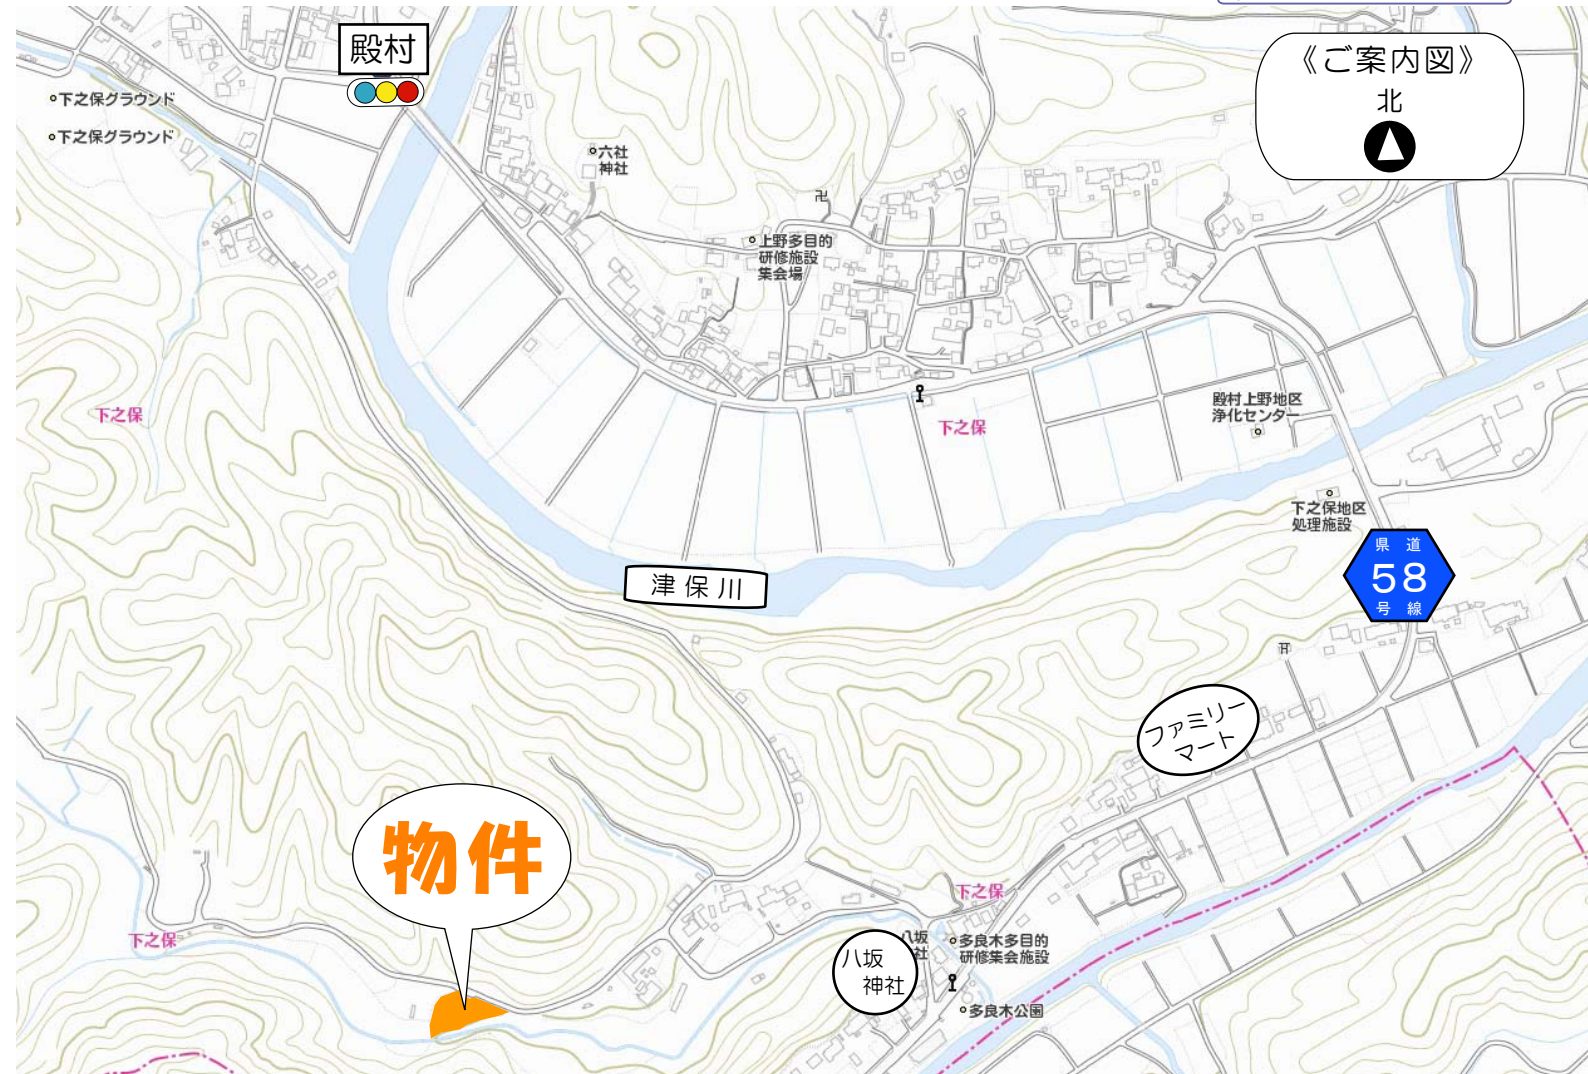 殿村
《ご案内図》
北
下之保グラウンド
下之保グラウンド
六社
神社
上野多目的
研修施設
集会場
下之保
下之保
殿村上野地区
浄化センター
下之保地区
処理施設
県道
58
号線
津保川
ファミリー
マート
物件
下之保
下之保
八坂
神社
八坂
社
多良木多目的
研修集会施設
多良木公園